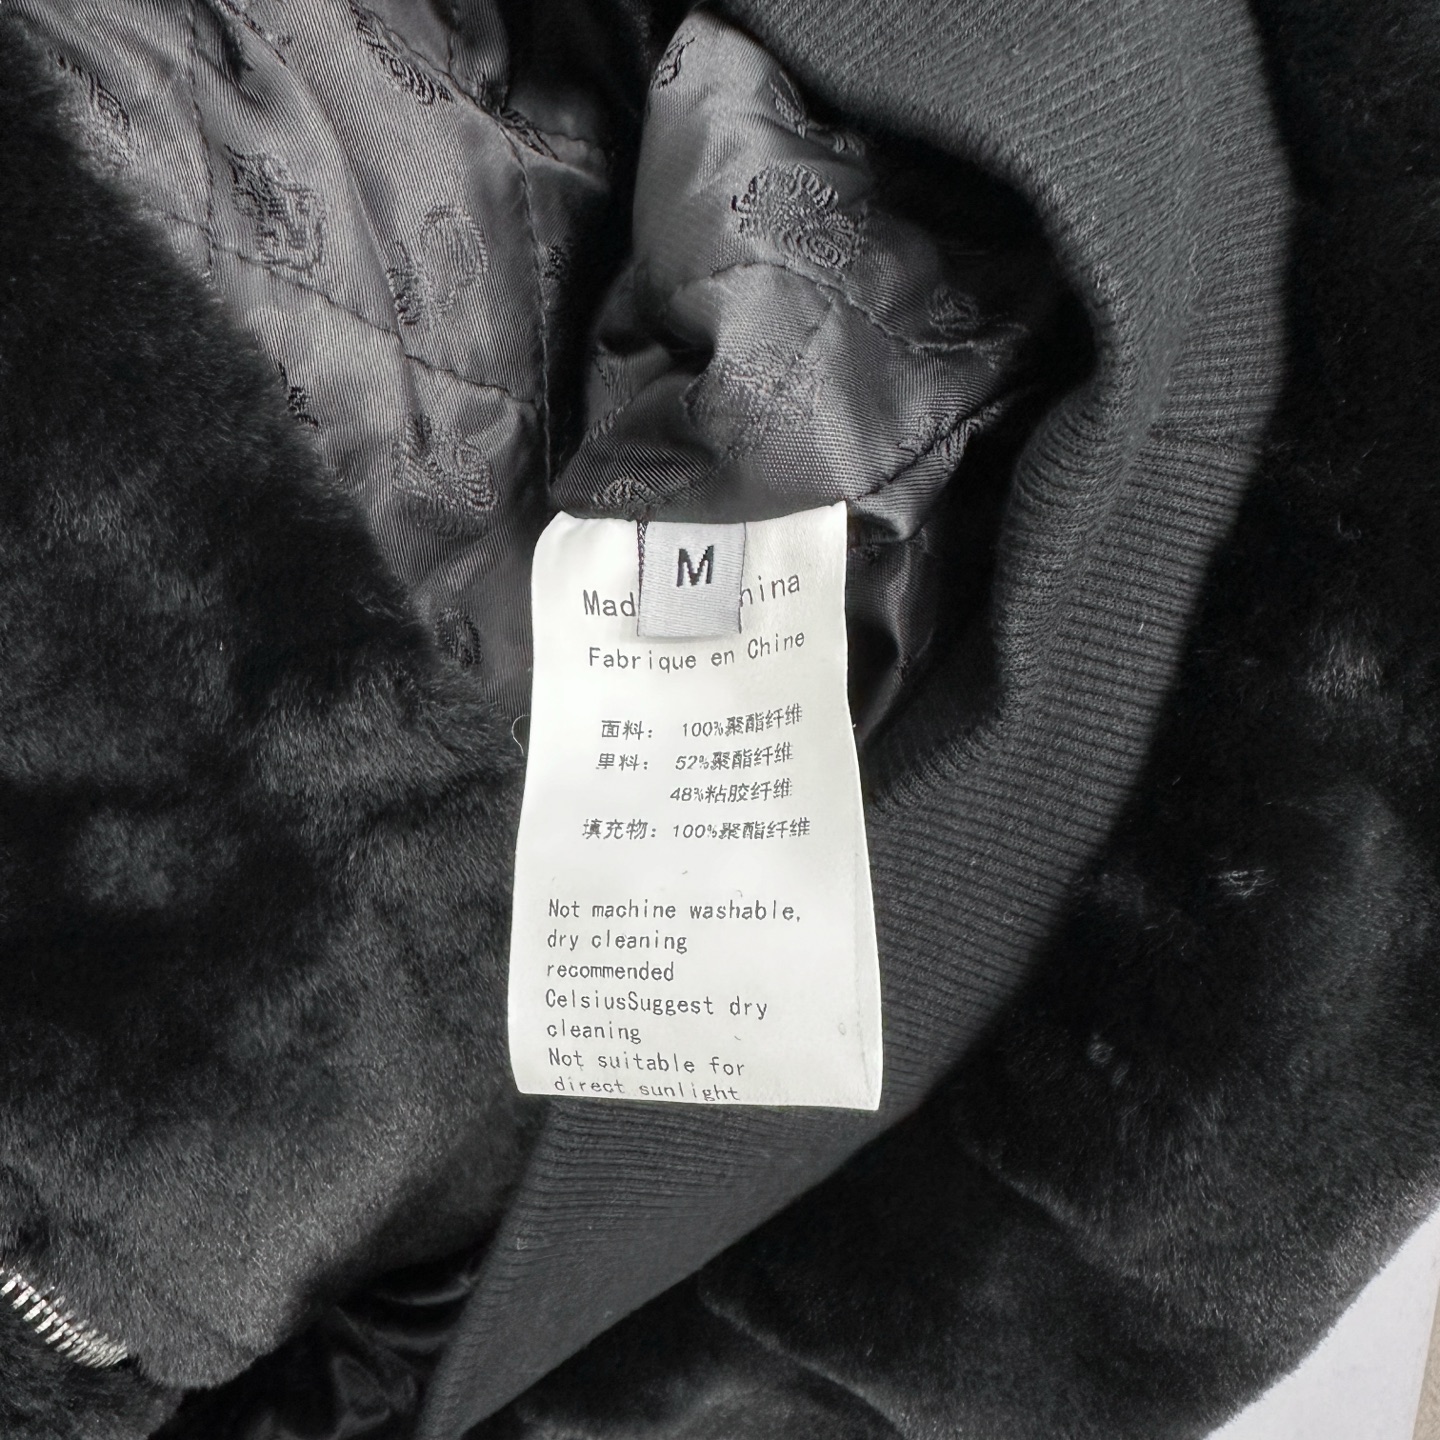 M
Mad hina
Fabrique en Chine
面料： 100%聚酯纤维
里料： 52%聚酯纤维
48%粘胶纤维
填充物：100%聚酯纤维
Not machine washable,
dry cleaning
recommended
CelsiusSuggest dry
cleaning
Not suitable for
direct sunlight